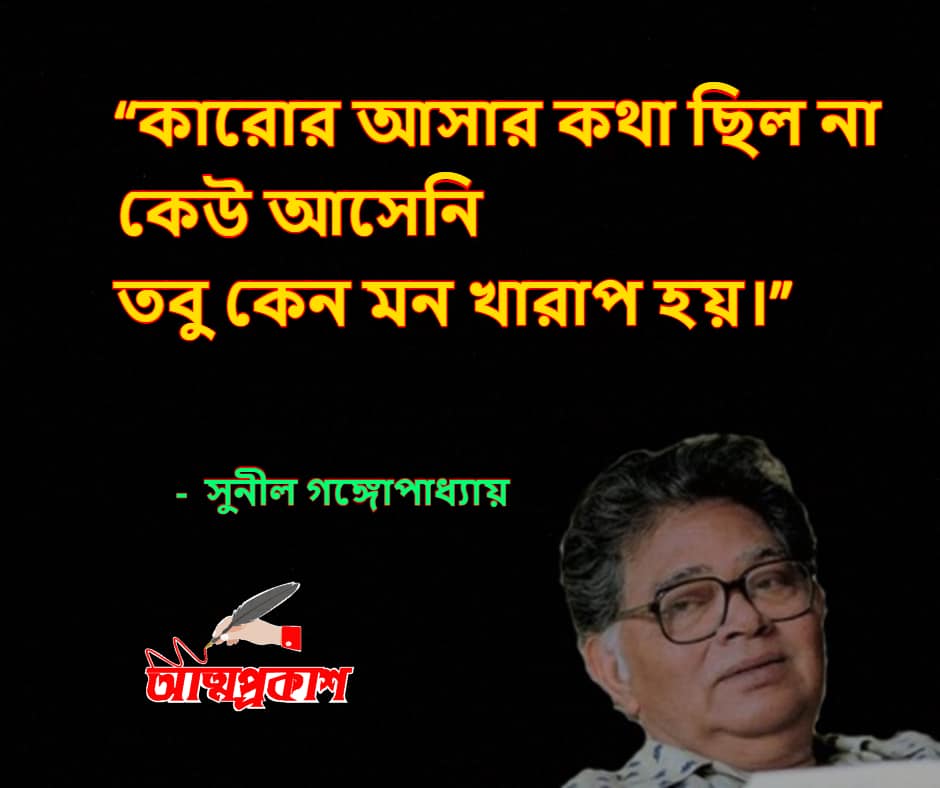 “কারোর আসার কথা ছিল না
কেউ আসেনি
তবু কেন মন খারাপ হয়।”
- সুনীল গঙ্গোপাধ্যায়
আত্মপ্রকাশ